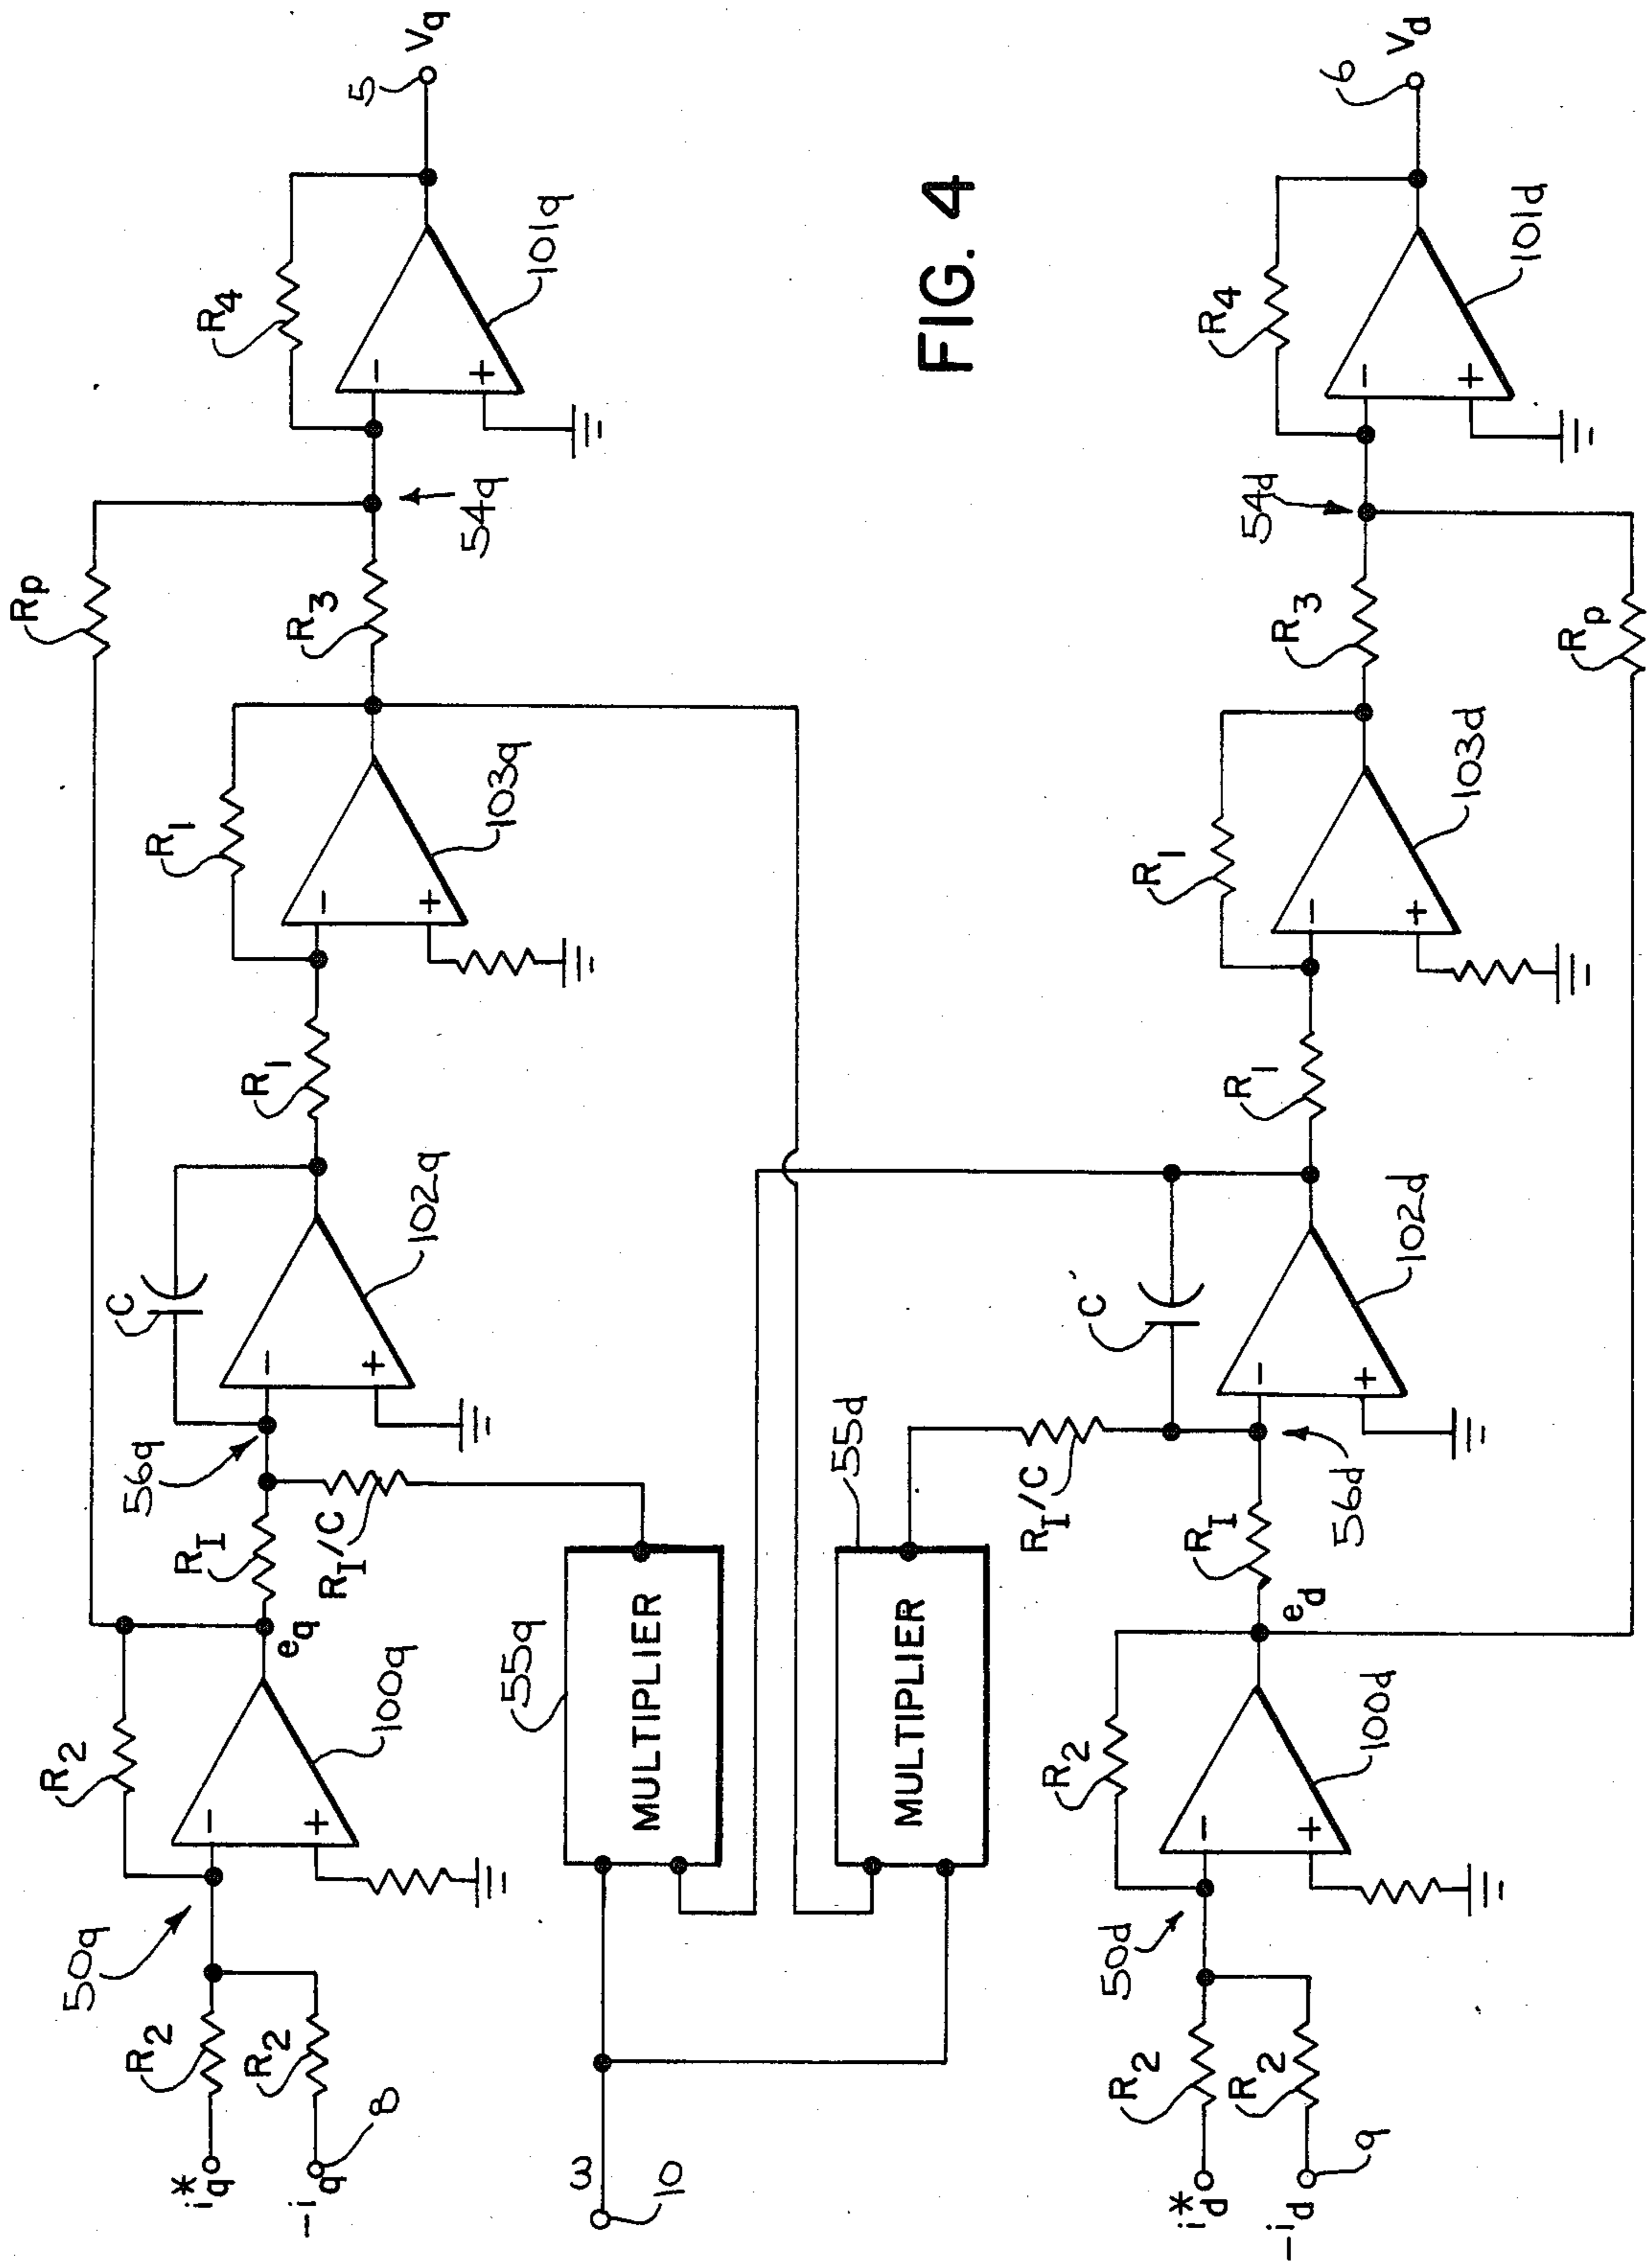 Rp
R2
C
R1
R4
5
Vq
101q
R3
54q
103q
R1
102q
56q
RI
RI/C
eq
100q
50q
R2
i*q
R2
-iq
8
55q
MULTIPLIER
ω
10
MULTIPLIER
55d
FIG. 4
R2
C
R1
R4
6
Vd
101d
54d
R3
103d
R1
102d
56d
RI/C
RI
ed
100d
50d
R2
i*d
R2
-id
9
Rp